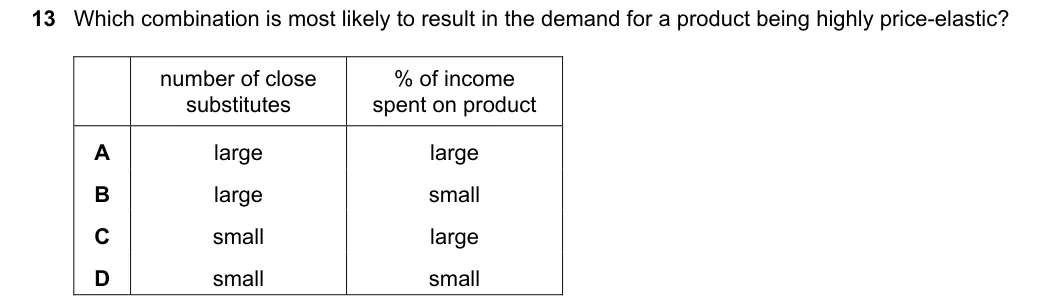 13 Which combination is most likely to result in the demand for a product being highly price-elastic?
number of close substitutes % of income spent on product
A large large
B large small
C small large
D small small